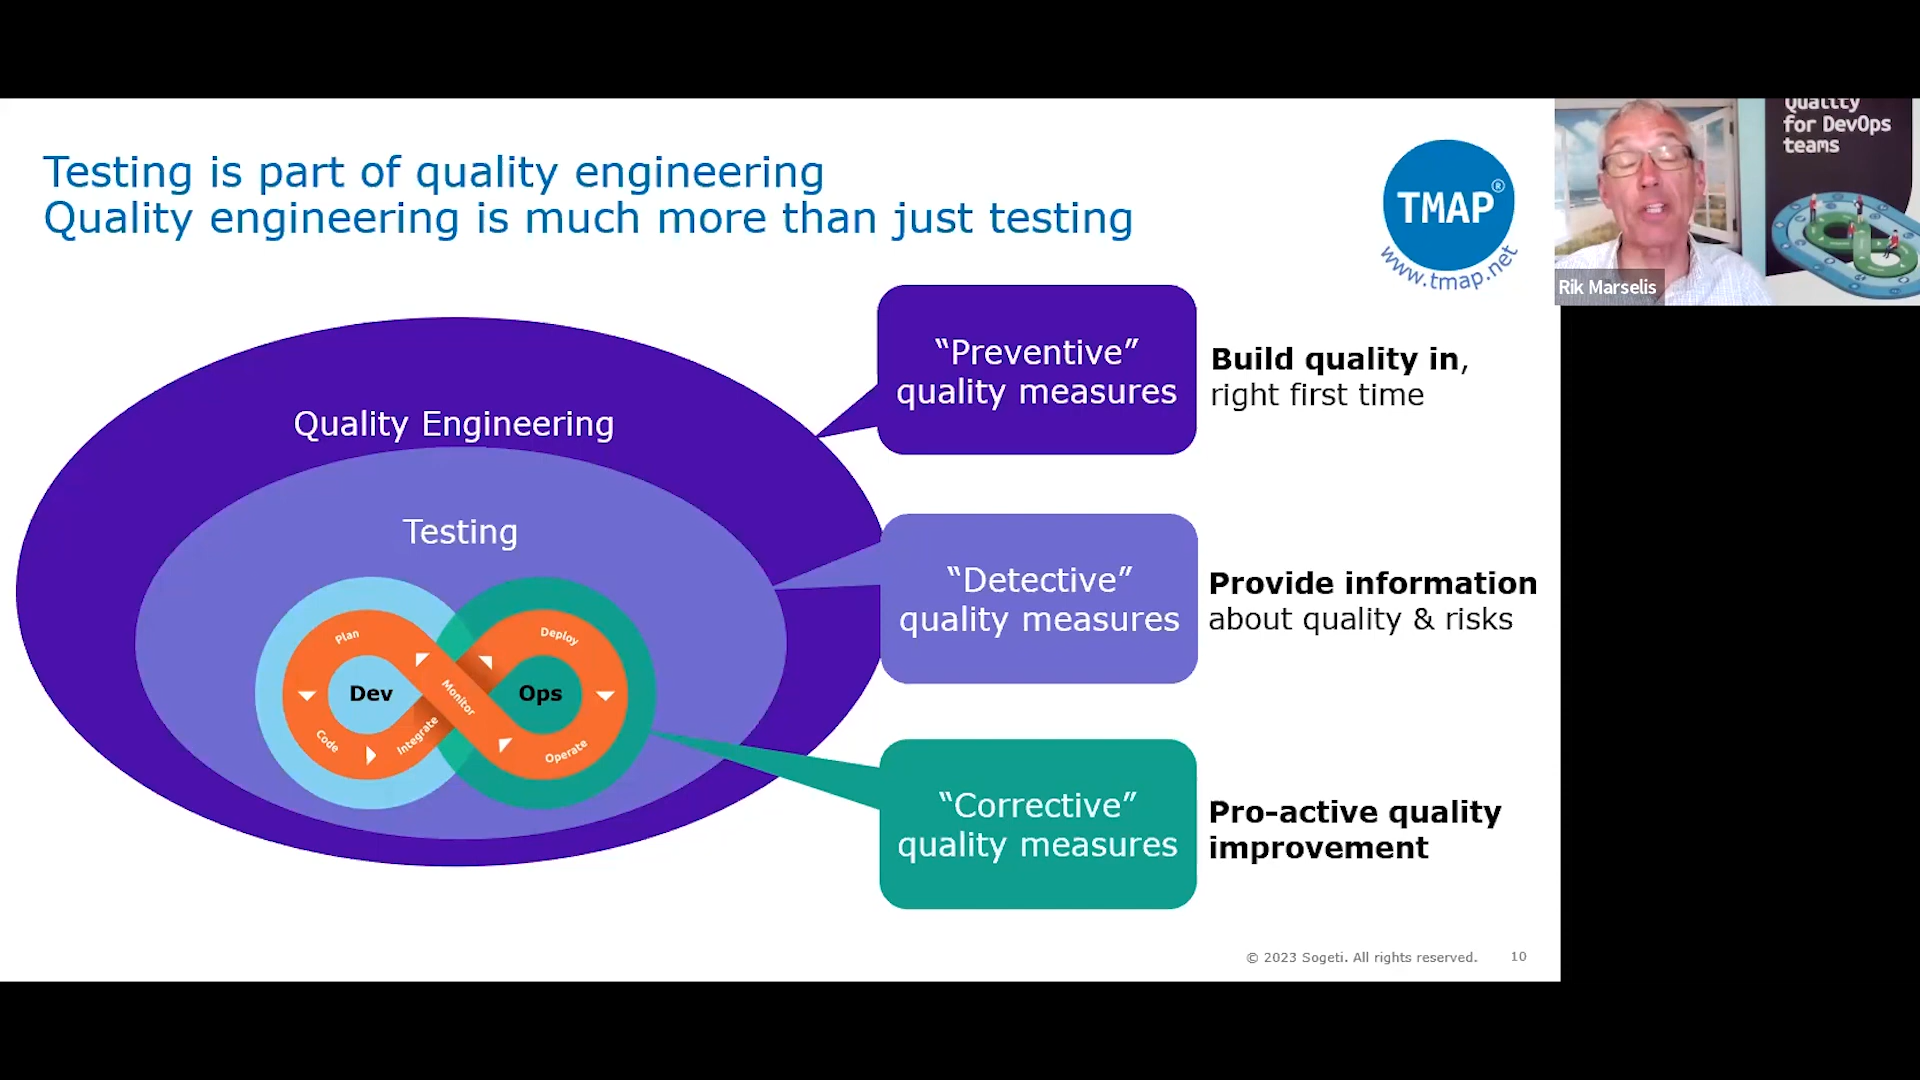 Testing is part of quality engineering
Quality engineering is much more than just testing
TMAP®
www.tmap.net
Quality
for DevOps
teams
Rik Marselis
Quality Engineering
Testing
Plan
Code
Integrate
Monitor
Deploy
Operate
Dev
Ops
“Preventive”
quality measures
Build quality in,
right first time
“Detective”
quality measures
Provide information
about quality & risks
“Corrective”
quality measures
Pro-active quality
improvement
© 2023 Sogeti. All rights reserved.
10